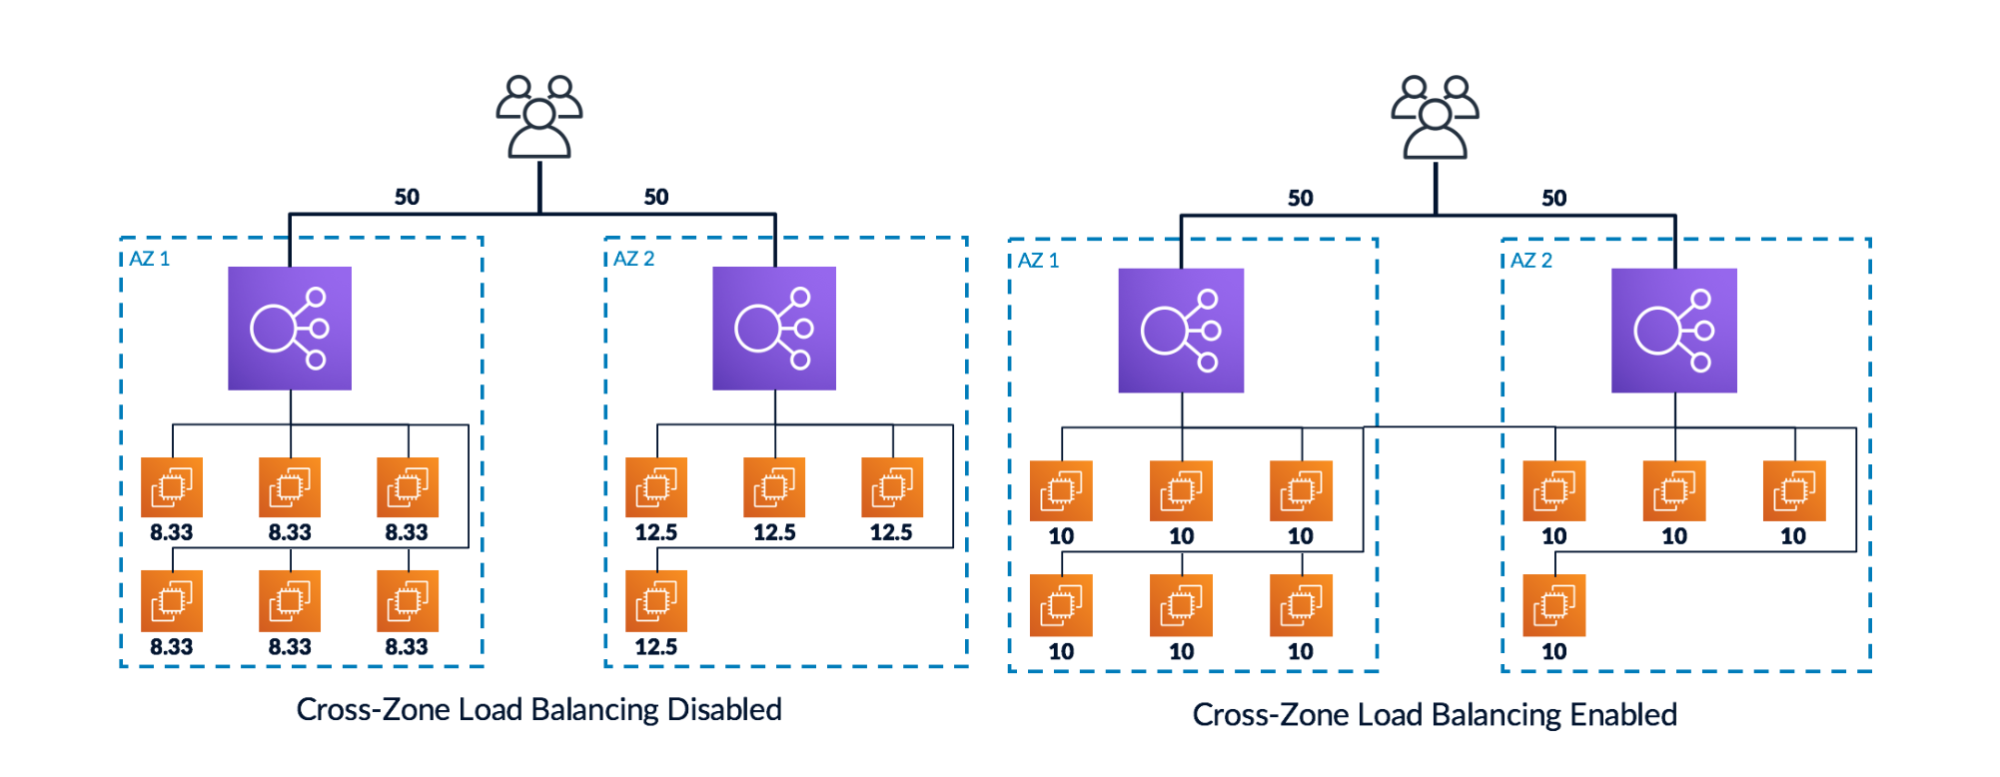 50 50
AZ 1
AZ 2
8.33 8.33 8.33
12.5 12.5 12.5
8.33 8.33 8.33
12.5
Cross-Zone Load Balancing Disabled
50 50
AZ 1
AZ 2
10 10 10
10 10 10
10 10 10
10
Cross-Zone Load Balancing Enabled